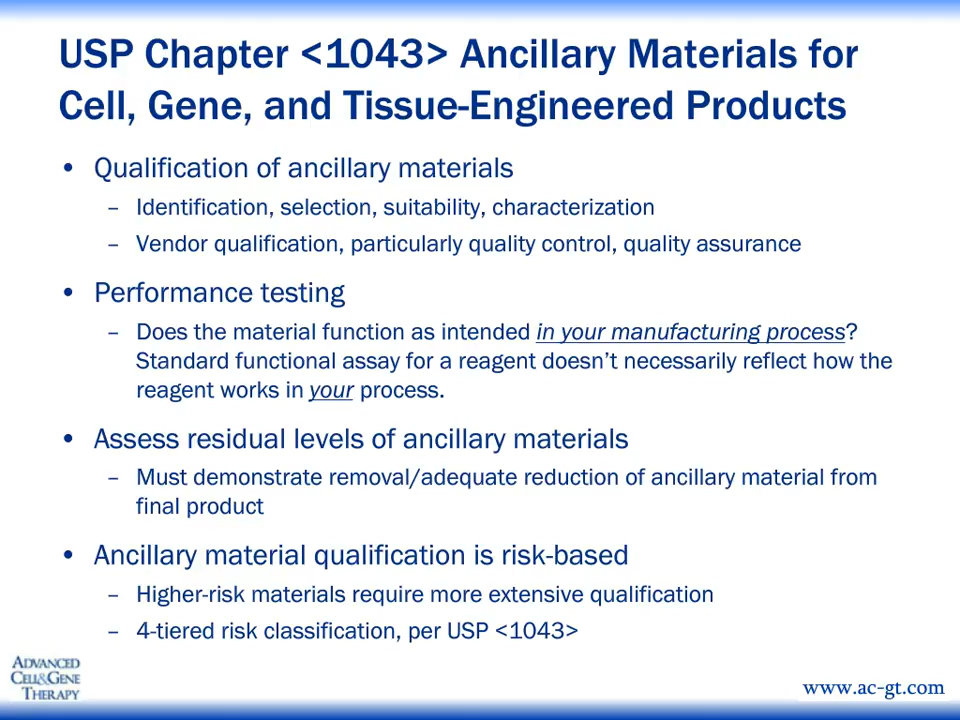 USP Chapter <1043> Ancillary Materials for
Cell, Gene, and Tissue-Engineered Products
• Qualification of ancillary materials
– Identification, selection, suitability, characterization
– Vendor qualification, particularly quality control, quality assurance
• Performance testing
– Does the material function as intended in your manufacturing process?
Standard functional assay for a reagent doesn’t necessarily reflect how the
reagent works in your process.
• Assess residual levels of ancillary materials
– Must demonstrate removal/adequate reduction of ancillary material from
final product
• Ancillary material qualification is risk-based
– Higher-risk materials require more extensive qualification
– 4-tiered risk classification, per USP <1043>
ADVANCED
CELL&GENE
THERAPY
www.ac-gt.com